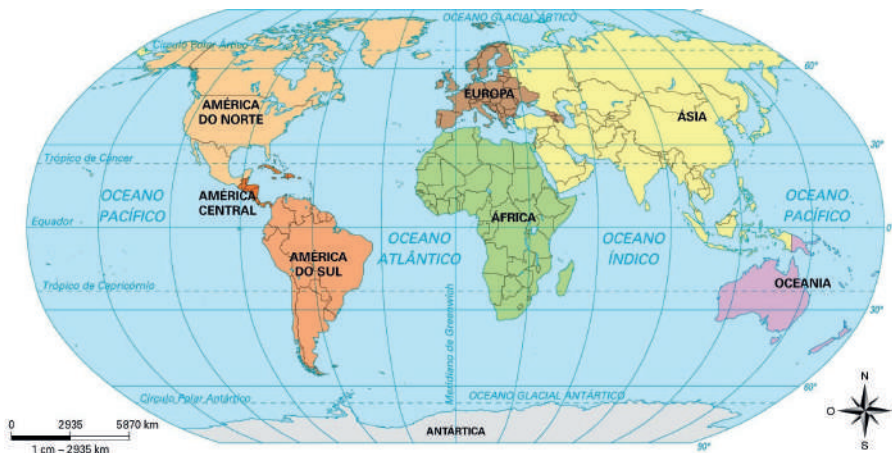 OCEANO GLACIAL ÁRTICO
Círculo Polar Ártico
60°
EUROPA
AMÉRICA
DO NORTE
ÁSIA
30°
Trópico de Câncer
OCEANO
PACÍFICO
AMÉRICA
CENTRAL
OCEANO
PACÍFICO
Equador
ÁFRICA
0
OCEANO
ATLÂNTICO
OCEANO
ÍNDICO
AMÉRICA
DO SUL
OCEANIA
Trópico de Capricórnio
Meridiano de Greenwich
30°
60°
Círculo Polar Antártico
OCEANO GLACIAL ANTÁRTICO
ANTÁRTICA
90°
N
O
E
S
0 2935 5870 km
1 cm – 2935 km